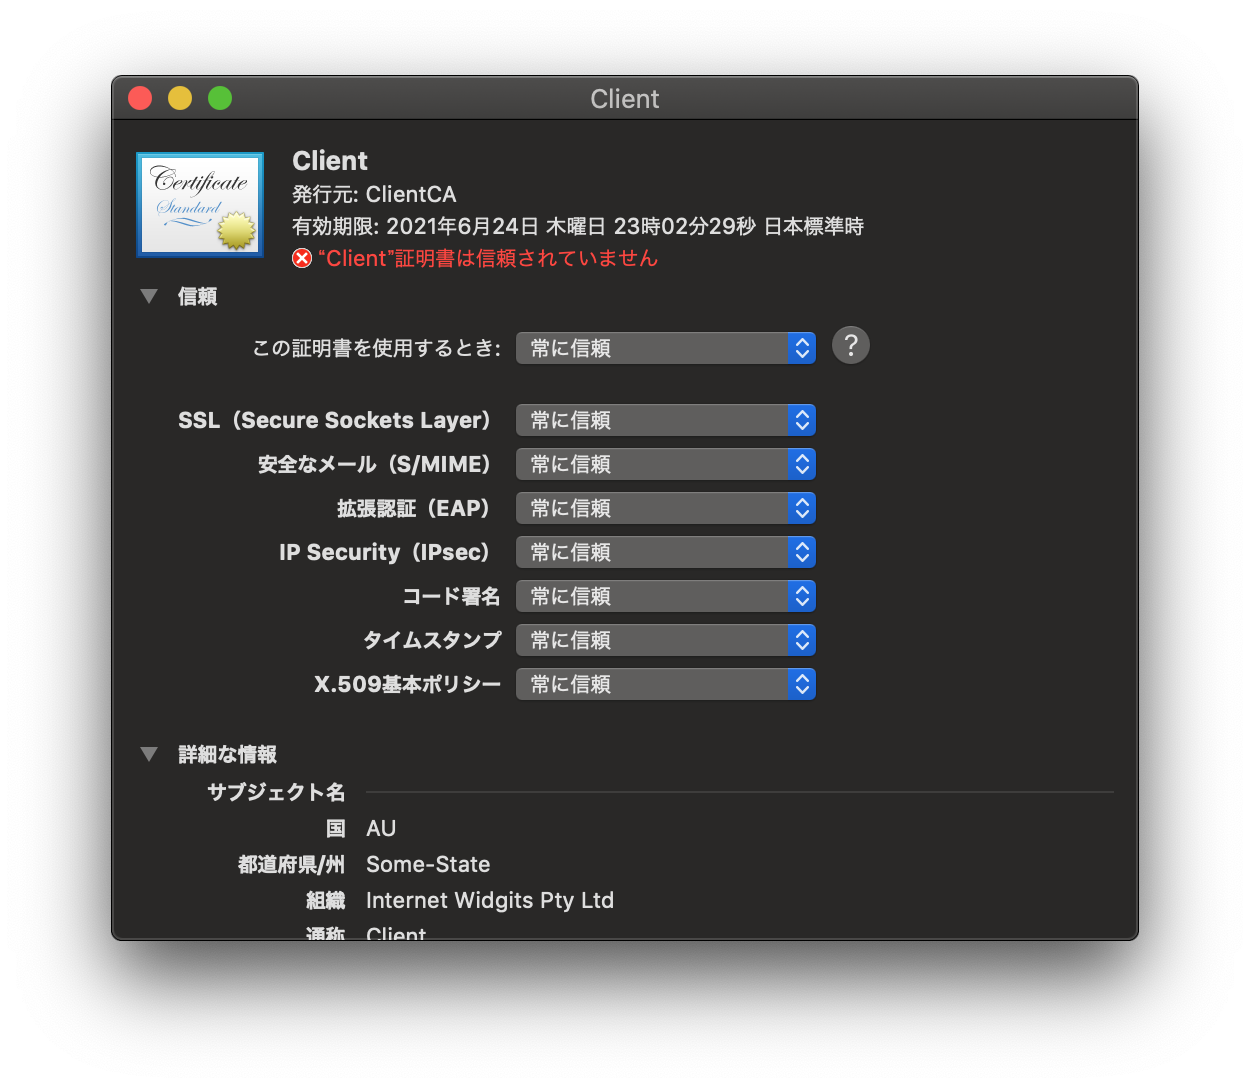 Client
Certificate
Standard
Client
発行元: ClientCA
有効期限: 2021年6月24日 木曜日 23時02分29秒 日本標準時
“Client”証明書は信頼されていません
信頼
この証明書を使用するとき: 常に信頼 ?
SSL（Secure Sockets Layer） 常に信頼
安全なメール（S/MIME） 常に信頼
拡張認証（EAP） 常に信頼
IP Security（IPsec） 常に信頼
コード署名 常に信頼
タイムスタンプ 常に信頼
X.509基本ポリシー 常に信頼
詳細な情報
サブジェクト名
国 AU
都道府県/州 Some-State
組織 Internet Widgits Pty Ltd
通称 Client